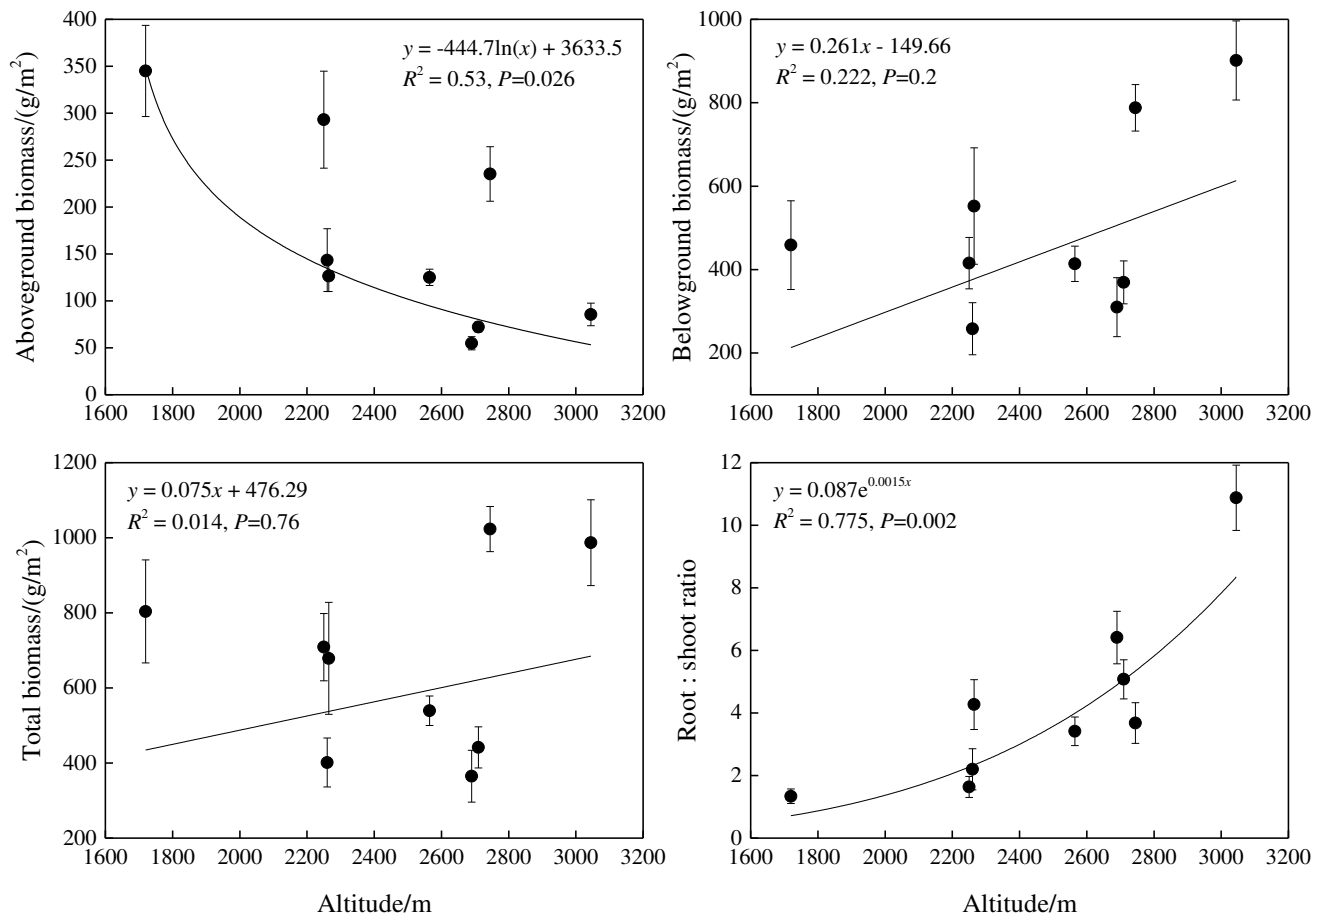 y = -444.7ln(x) + 3633.5
R² = 0.53, P=0.026
Aboveground biomass/(g/m²)
400
350
300
250
200
150
100
50
0
1600 1800 2000 2200 2400 2600 2800 3000 3200
y = 0.261x - 149.66
R² = 0.222, P=0.2
Belowground biomass/(g/m²)
1000
800
600
400
200
1600 1800 2000 2200 2400 2600 2800 3000 3200
y = 0.075x + 476.29
R² = 0.014, P=0.76
Total biomass/(g/m²)
1200
1000
800
600
400
200
1600 1800 2000 2200 2400 2600 2800 3000 3200
Altitude/m
y = 0.087e^0.0015x
R² = 0.775, P=0.002
Root : shoot ratio
12
10
8
6
4
2
0
1600 1800 2000 2200 2400 2600 2800 3000 3200
Altitude/m